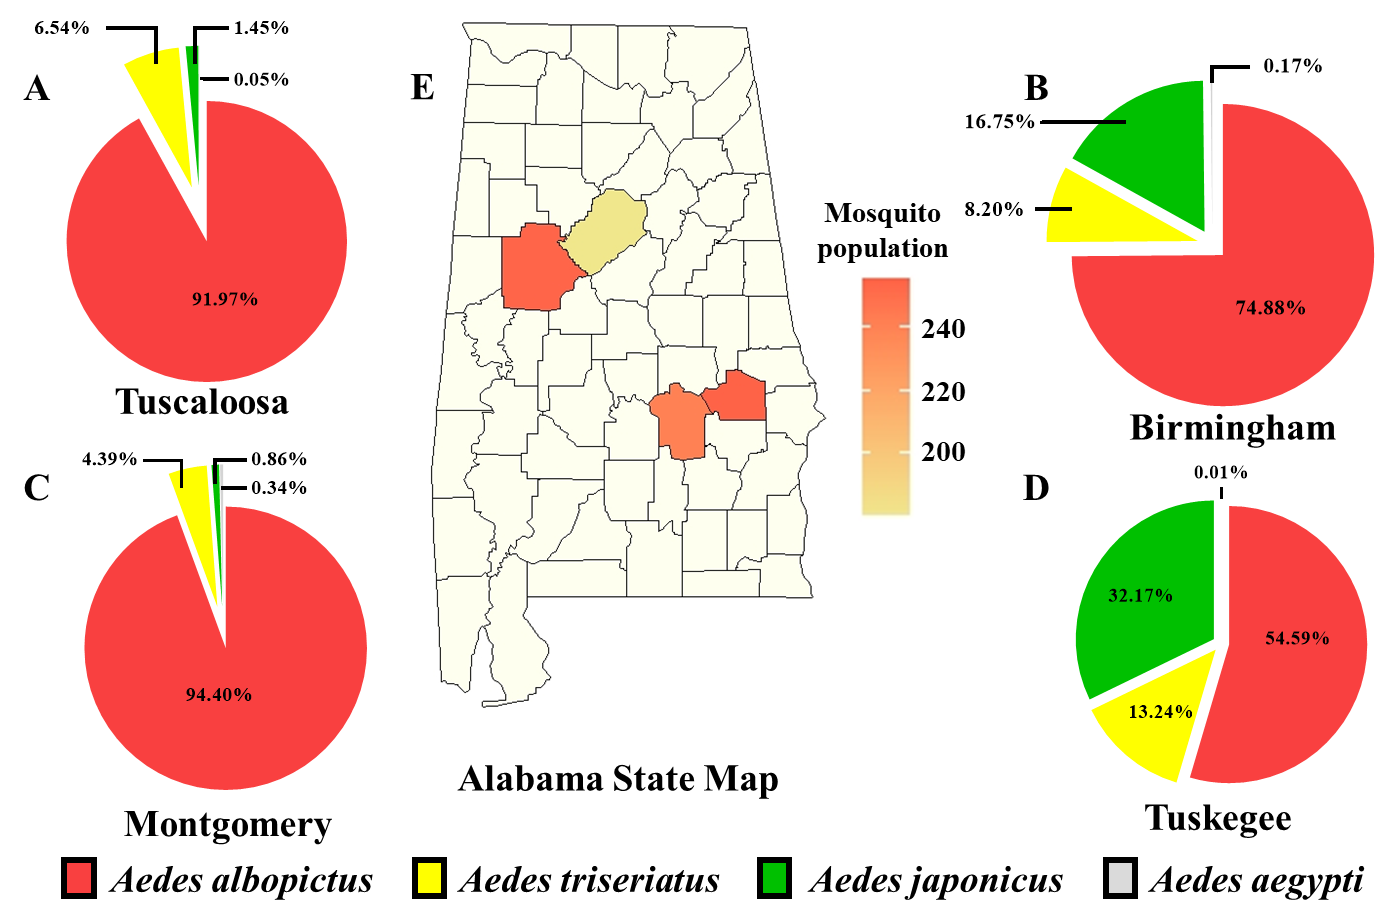 A
6.54%
1.45%
0.05%
91.97%
Tuscaloosa
E
Mosquito
population
240
220
200
Alabama State Map
B
0.17%
16.75%
8.20%
74.88%
Birmingham
C
4.39%
0.86%
0.34%
94.40%
Montgomery
D
0.01%
32.17%
54.59%
13.24%
Tuskegee
Aedes albopictus
Aedes triseriatus
Aedes japonicus
Aedes aegypti